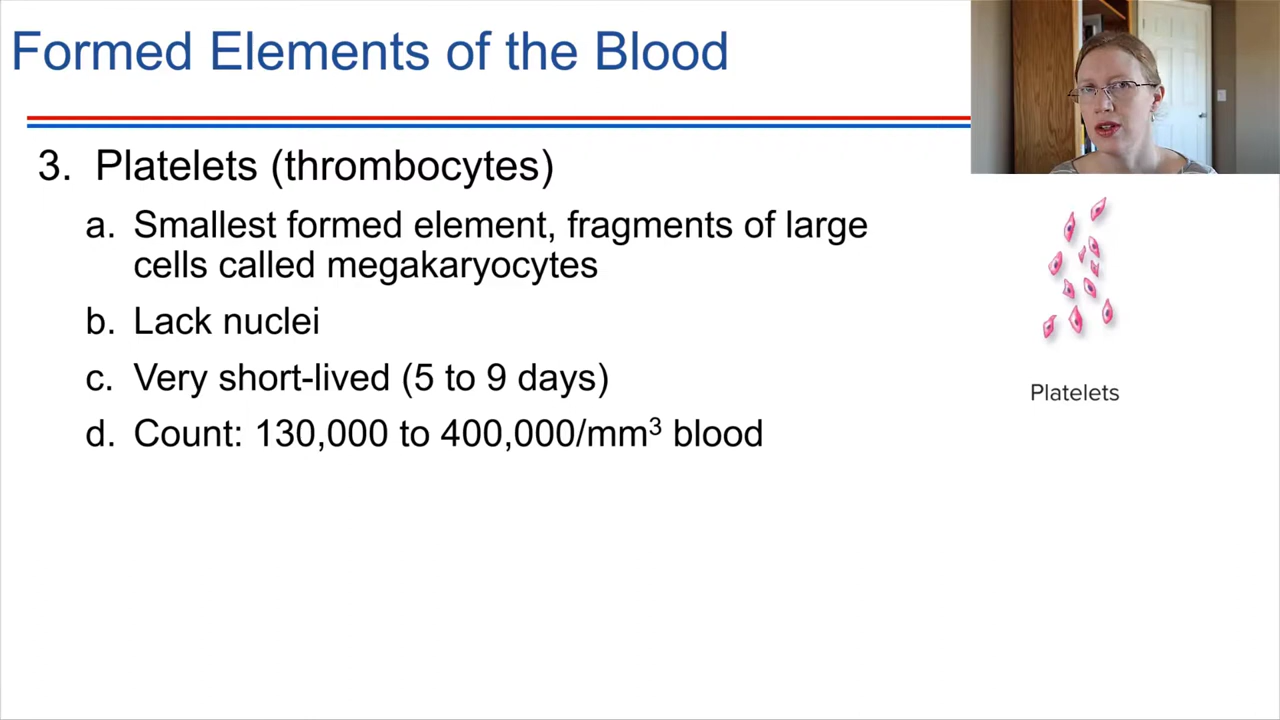 Formed Elements of the Blood
3. Platelets (thrombocytes)
a. Smallest formed element, fragments of large
cells called megakaryocytes
b. Lack nuclei
c. Very short-lived (5 to 9 days)
d. Count: 130,000 to 400,000/mm³ blood
Platelets